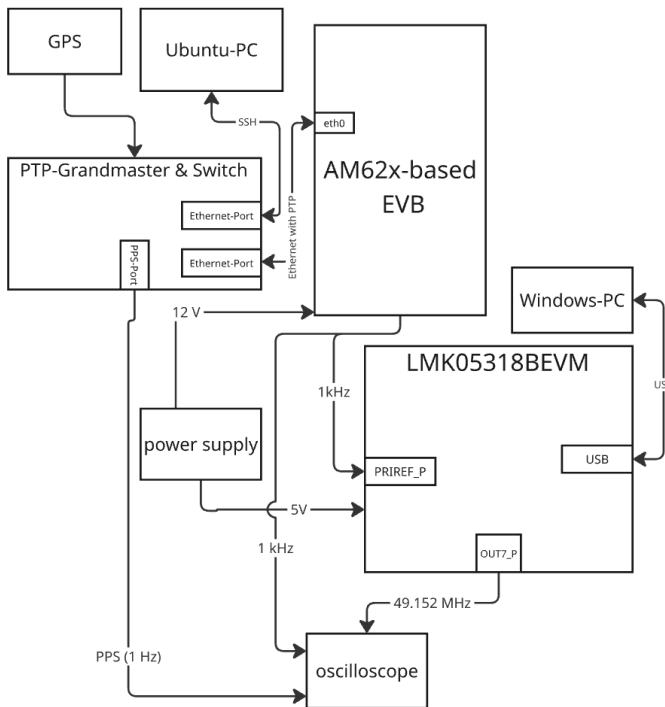 GPS
Ubuntu-PC
SSH
eth0
PTP-Grandmaster & Switch
AM62x-based
EVB
Ethernet-Port
Ethernet with PTP
Ethernet-Port
PPS-Port
Windows-PC
12 V
LMK05318BEVM
1kHz
US
power supply
PRIREF_P
USB
5V
1 kHz
OUT7_P
49.152 MHz
PPS (1 Hz)
oscilloscope